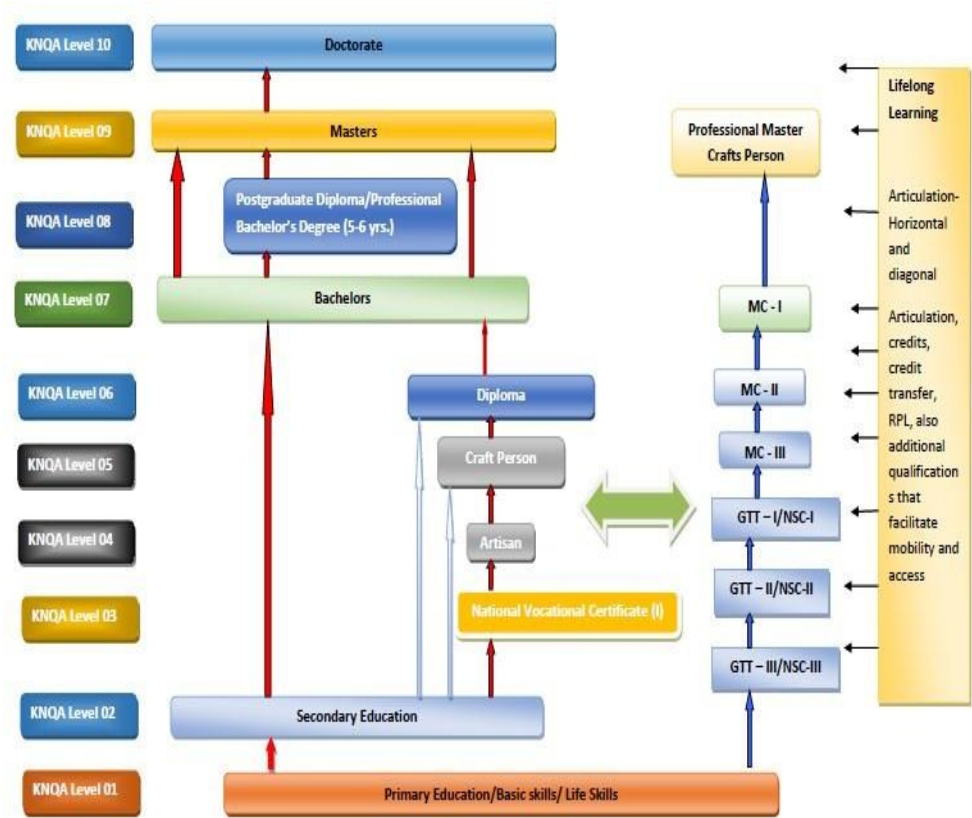 KNQA Level 10
Doctorate
KNQA Level 09
Masters
KNQA Level 08
Postgraduate Diploma/Professional
Bachelor's Degree (5-6 yrs.)
KNQA Level 07
Bachelors
KNQA Level 06
Diploma
KNQA Level 05
Craft Person
KNQA Level 04
Artisan
KNQA Level 03
National Vocational Certificate (I)
KNQA Level 02
Secondary Education
KNQA Level 01
Primary Education/Basic skills/ Life Skills
Professional Master
Crafts Person
MC - I
MC - II
MC - III
GTT – I/NSC-I
GTT – II/NSC-II
GTT – III/NSC-III
Lifelong
Learning
Articulation-
Horizontal and
diagonal
Articulation,
credits,
credit
transfer,
RPL, also
additional
qualification
s that
facilitate
mobility and
access